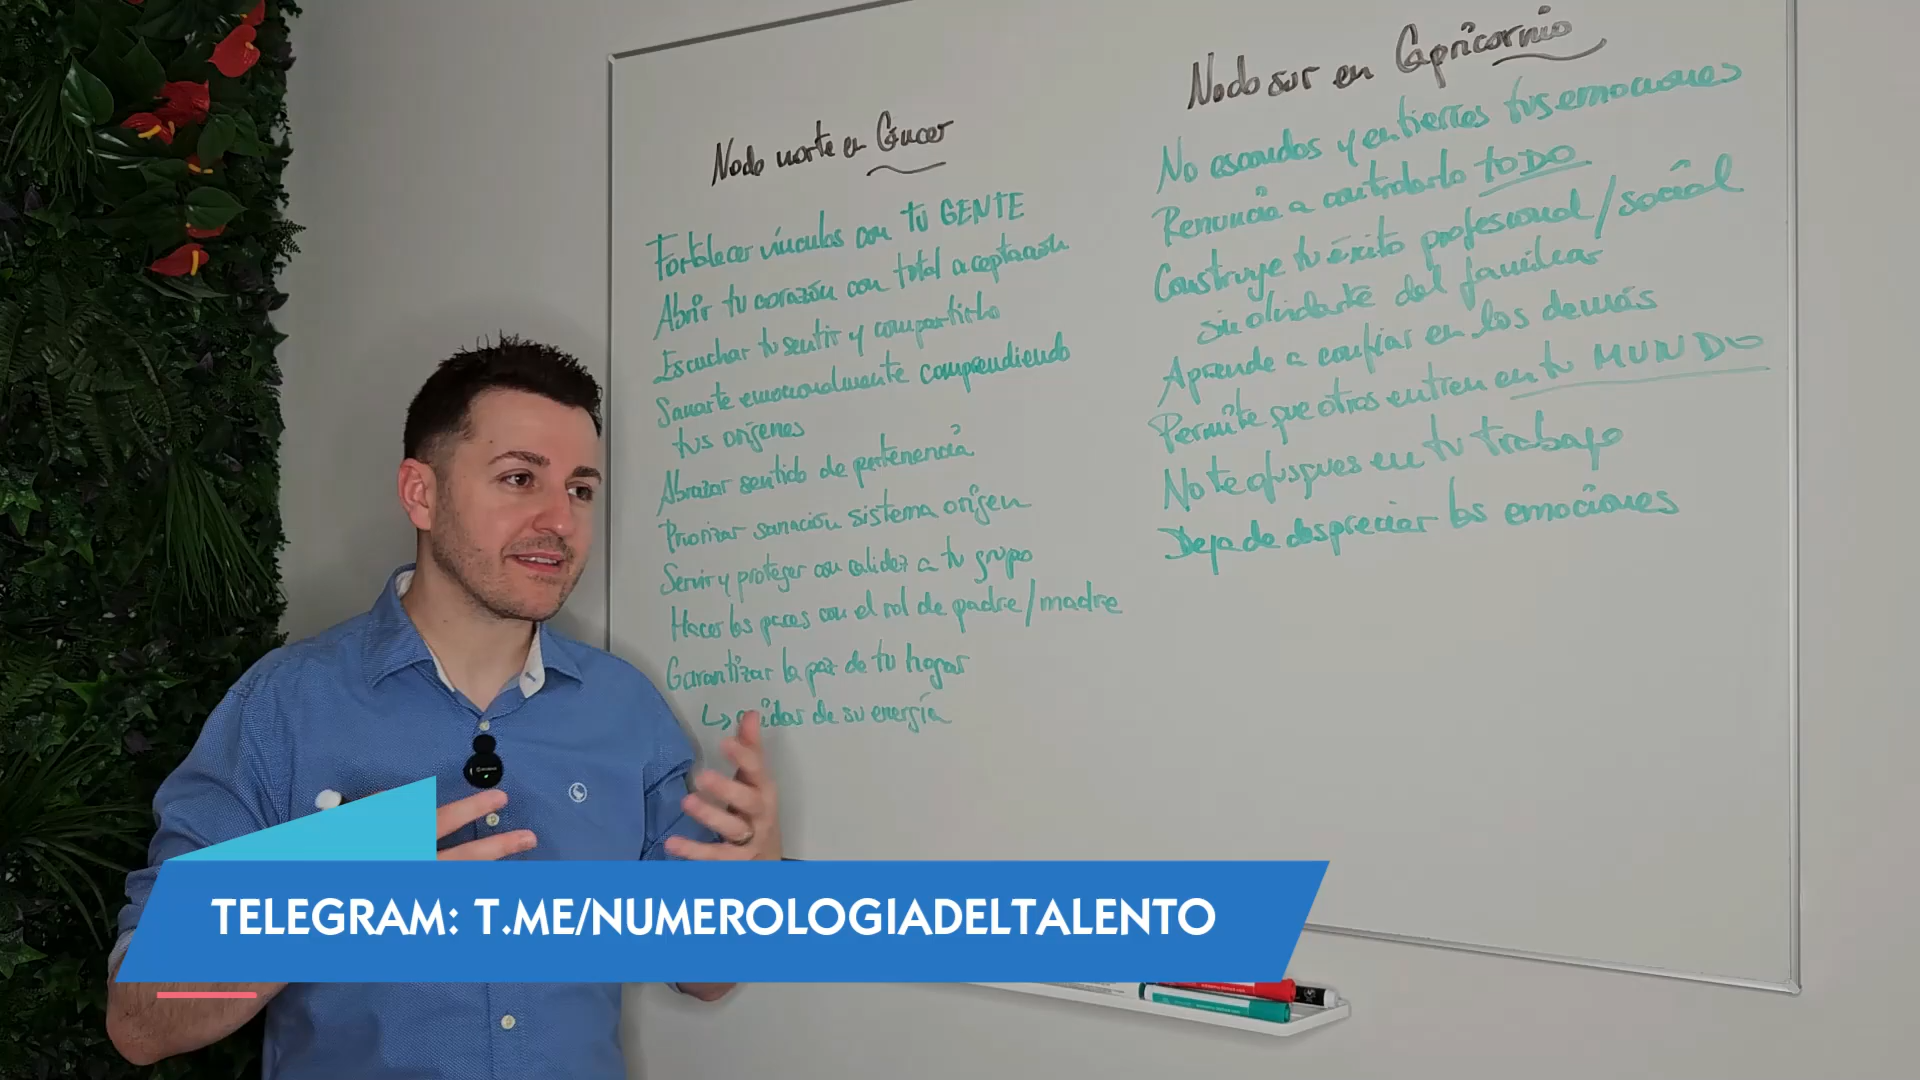 Nodo norte en Cáncer
Fortalecer vínculos con tu GENTE
Abrir tu corazón con total aceptación
Escuchar tu sentir y compartirlo
Sanarte emocionalmente comprendiendo
tus orígenes
Abrazar sentido de pertenencia
Priorizar sanación sistema origen
Servir y proteger con calidez a tu grupo
Hacer las paces con el rol de padre/madre
Garantizar la paz de tu hogar
↳ cuidar de su energía
Nodo sur en Capricornio
No escondas y entierres tus emociones
Renuncia a controlarlo TODO
Construye tu éxito profesional/social
sin olvidarte del familiar
Aprende a confiar en los demás
Permite que otros entren en tu MUNDO
No te ofusques en tu trabajo
Deja de despreciar las emociones
TELEGRAM: T.ME/NUMEROLOGIADELTALENTO